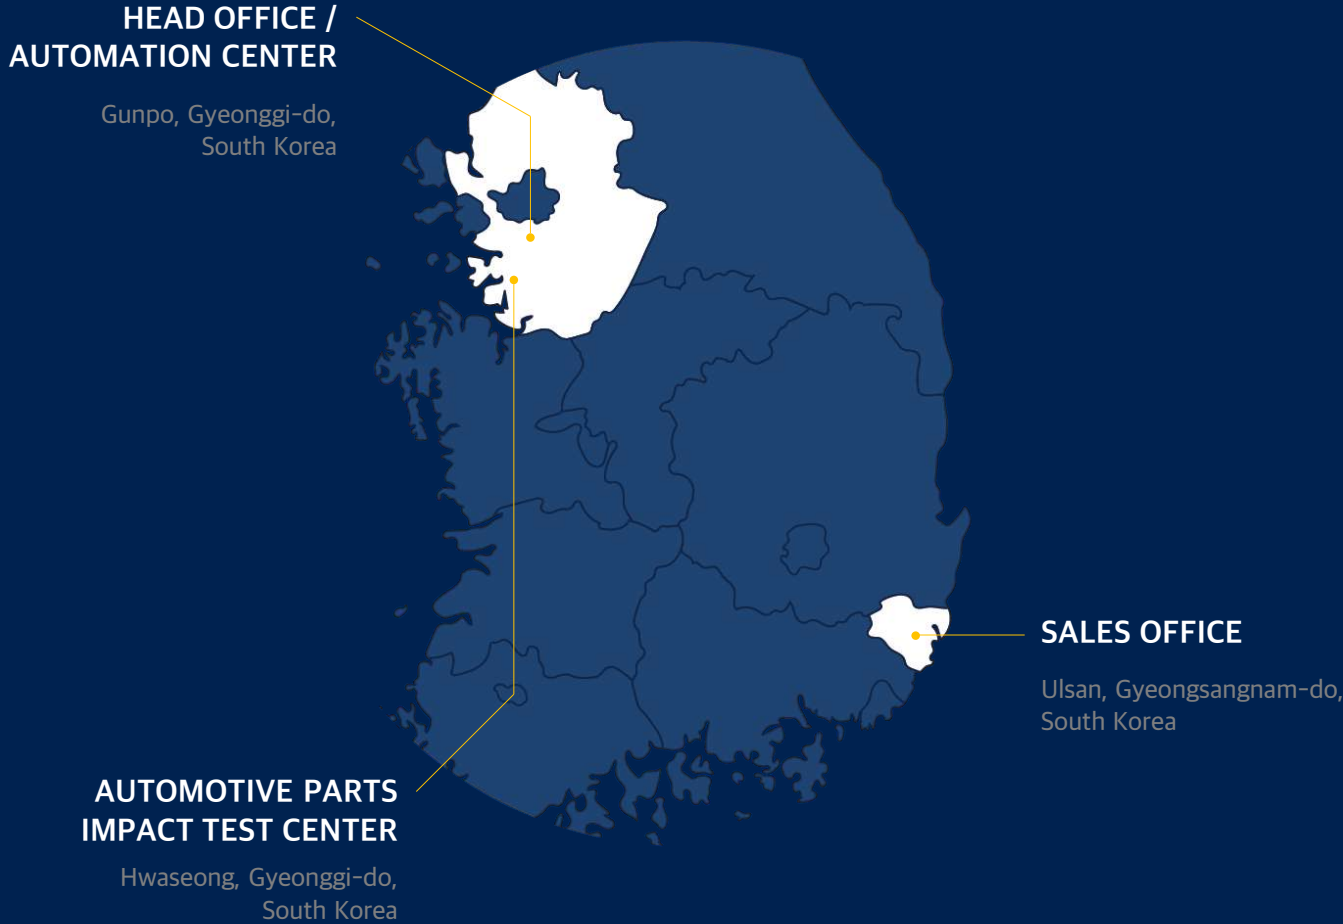 HEAD OFFICE /
AUTOMATION CENTER
Gunpo, Gyeonggi-do,
South Korea
SALES OFFICE
Ulsan, Gyeongsangnam-do,
South Korea
AUTOMOTIVE PARTS
IMPACT TEST CENTER
Hwaseong, Gyeonggi-do,
South Korea